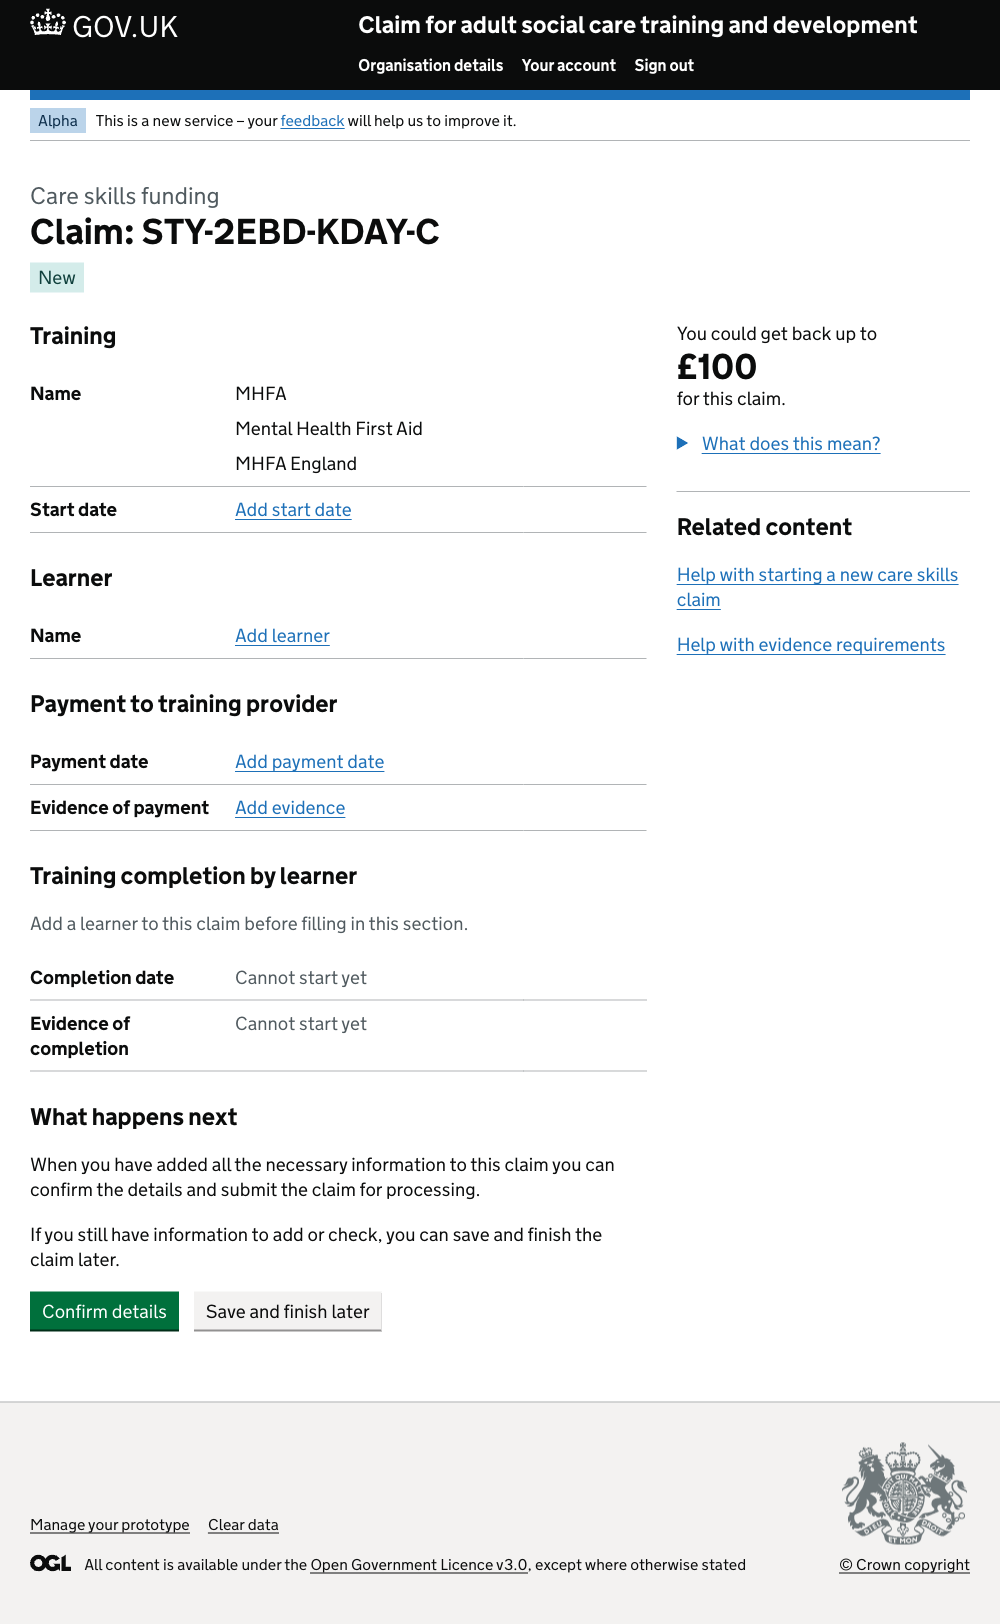 GOV.UK
Claim for adult social care training and development
Organisation details Your account Sign out
Alpha This is a new service – your feedback will help us to improve it.
Care skills funding
Claim: STY-2EBD-KDAY-C
New
Training
Name MHFA
Mental Health First Aid
MHFA England
Start date Add start date
Learner
Name Add learner
Payment to training provider
Payment date Add payment date
Evidence of payment Add evidence
Training completion by learner
Add a learner to this claim before filling in this section.
Completion date Cannot start yet
Evidence of Cannot start yet
completion
What happens next
When you have added all the necessary information to this claim you can
confirm the details and submit the claim for processing.
If you still have information to add or check, you can save and finish the
claim later.
Confirm details Save and finish later
You could get back up to
£100
for this claim.
What does this mean?
Related content
Help with starting a new care skills
claim
Help with evidence requirements
Manage your prototype Clear data
OGL All content is available under the Open Government Licence v3.0, except where otherwise stated
© Crown copyright